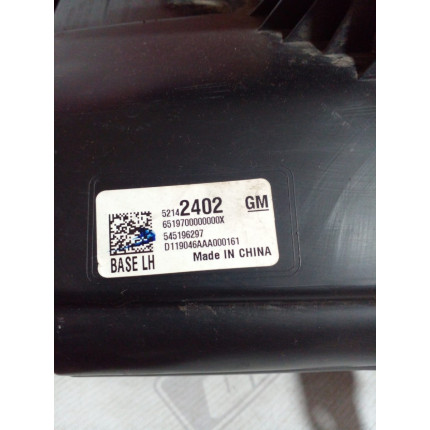 52142402 GM
6519700000000X
545196297
D119046AAA000161
BASE LH MADE IN CHINA